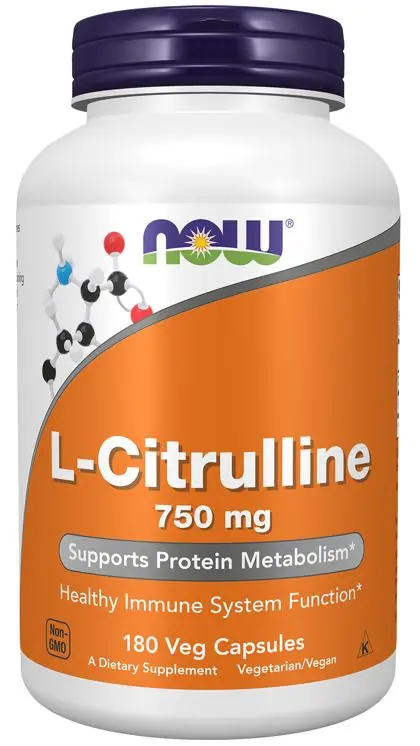 NOW®
L-Citrulline
750 mg
Supports Protein Metabolism*
Healthy Immune System Function*
180 Veg Capsules
Non-
GMO
A Dietary Supplement Vegetarian/Vegan
K